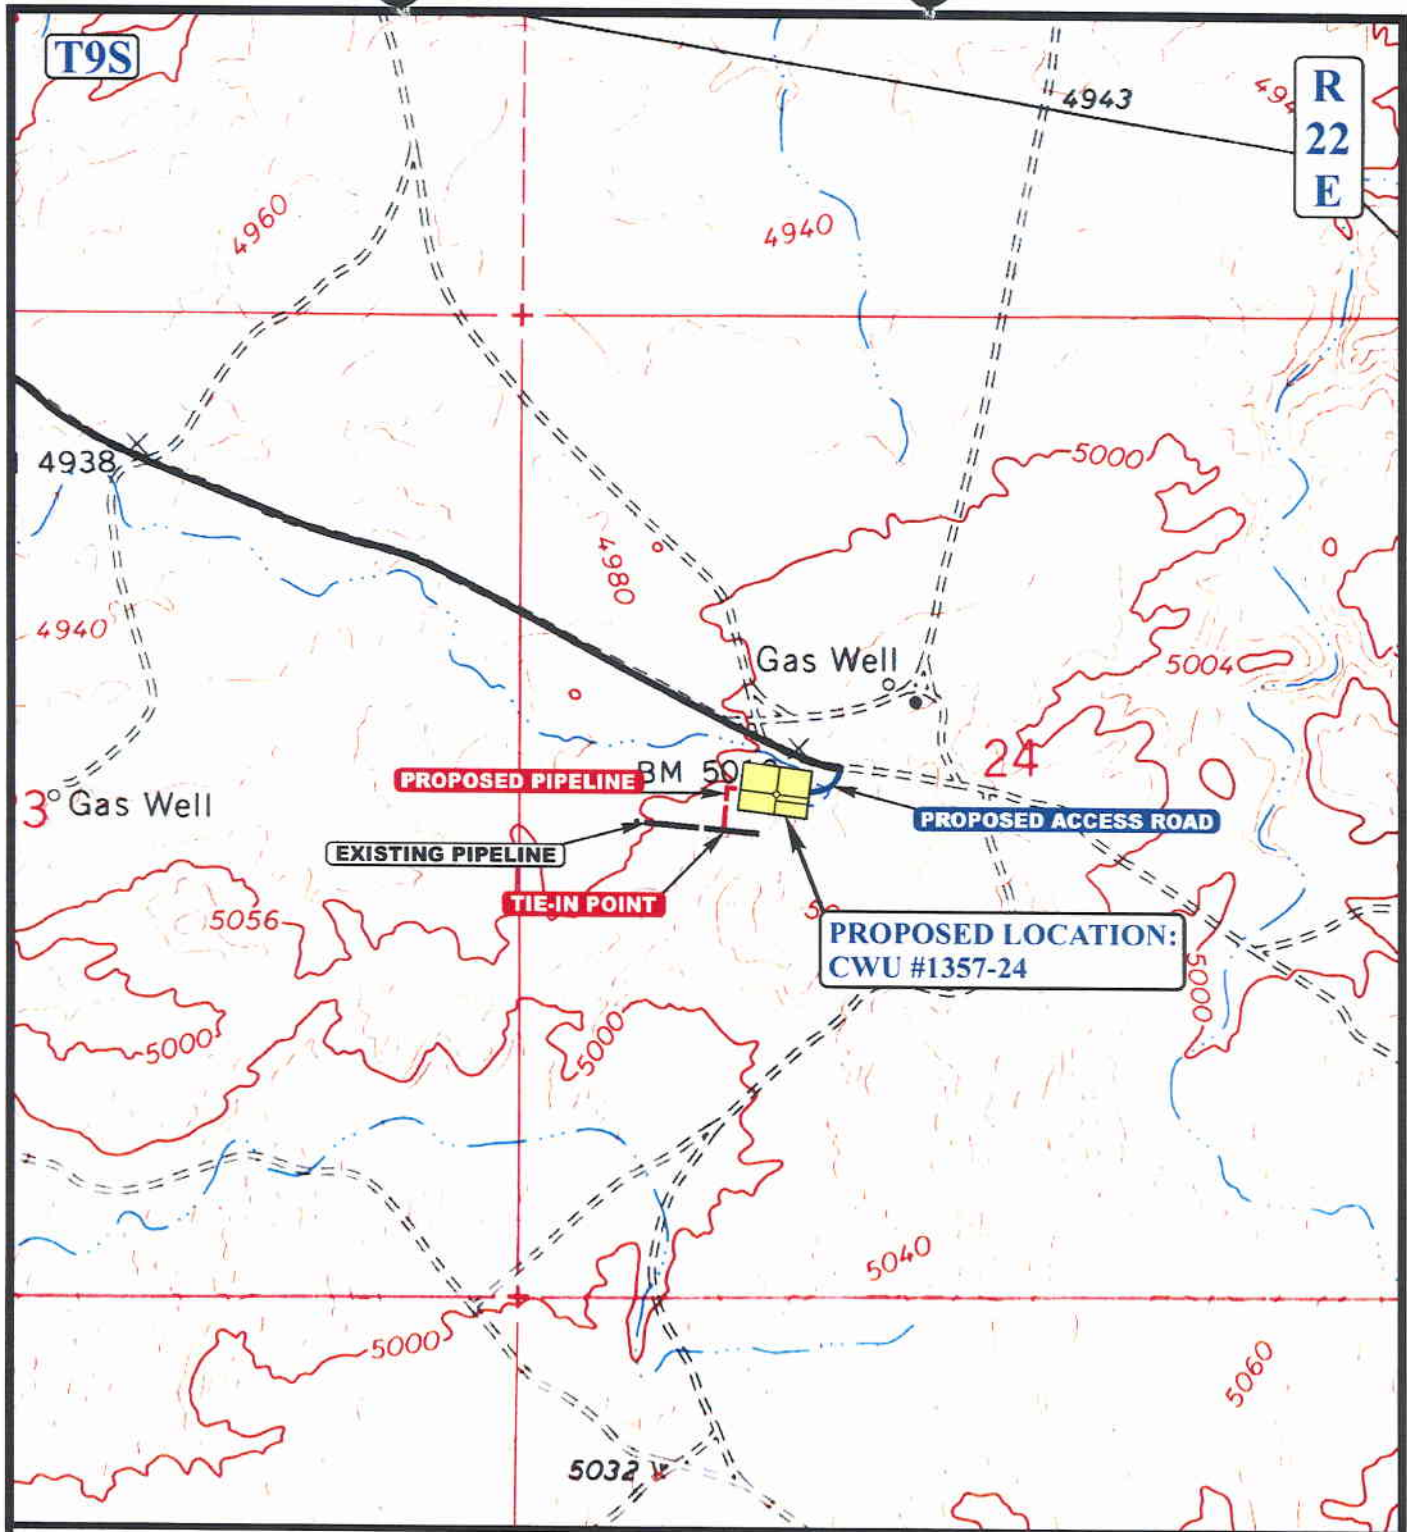 T9S
R
22
E
4943
4960
4940
5000
4938
4980
4940
Gas Well
5004
24
BM
PROPOSED PIPELINE
3 Gas Well
PROPOSED ACCESS ROAD
EXISTING PIPELINE
TIE-IN POINT
5056
PROPOSED LOCATION:
CWU #1357-24
5000
5000
5000
5040
5000
5060
5032